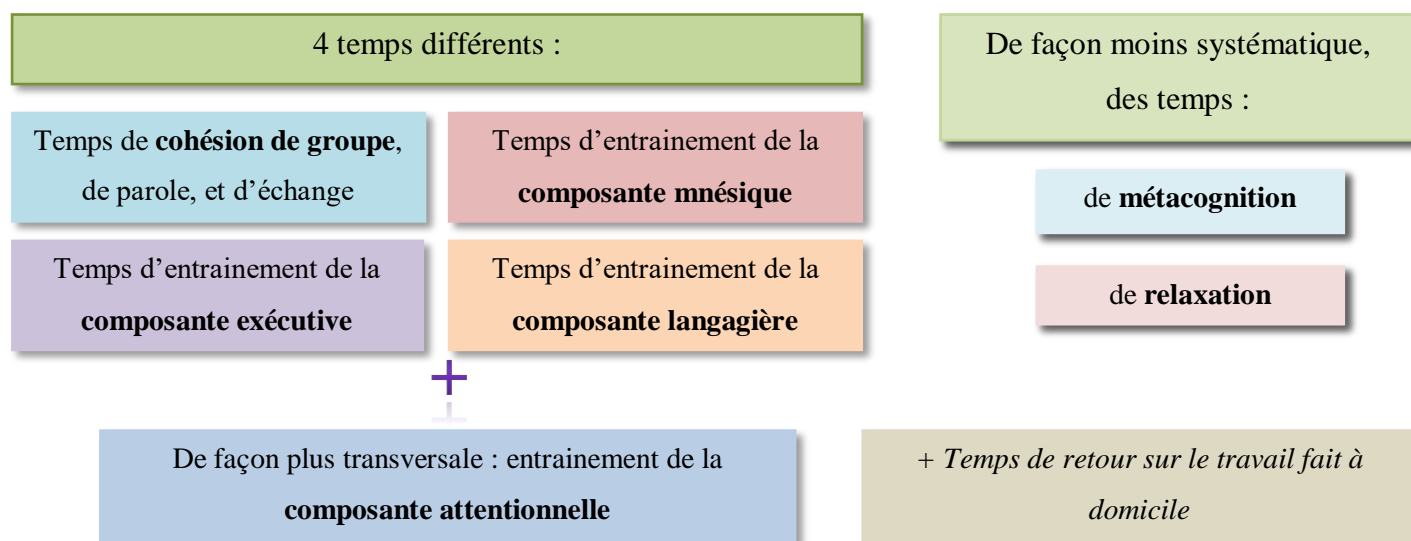 4 temps différents :
Temps de cohésion de groupe,
de parole, et d’échange
Temps d’entrainement de la
composante mnésique
Temps d’entrainement de la
composante exécutive
Temps d’entrainement de la
composante langagière
+
De façon plus transversale : entrainement de la
composante attentionnelle
De façon moins systématique,
des temps :
de métacognition
de relaxation
+ Temps de retour sur le travail fait à
domicile